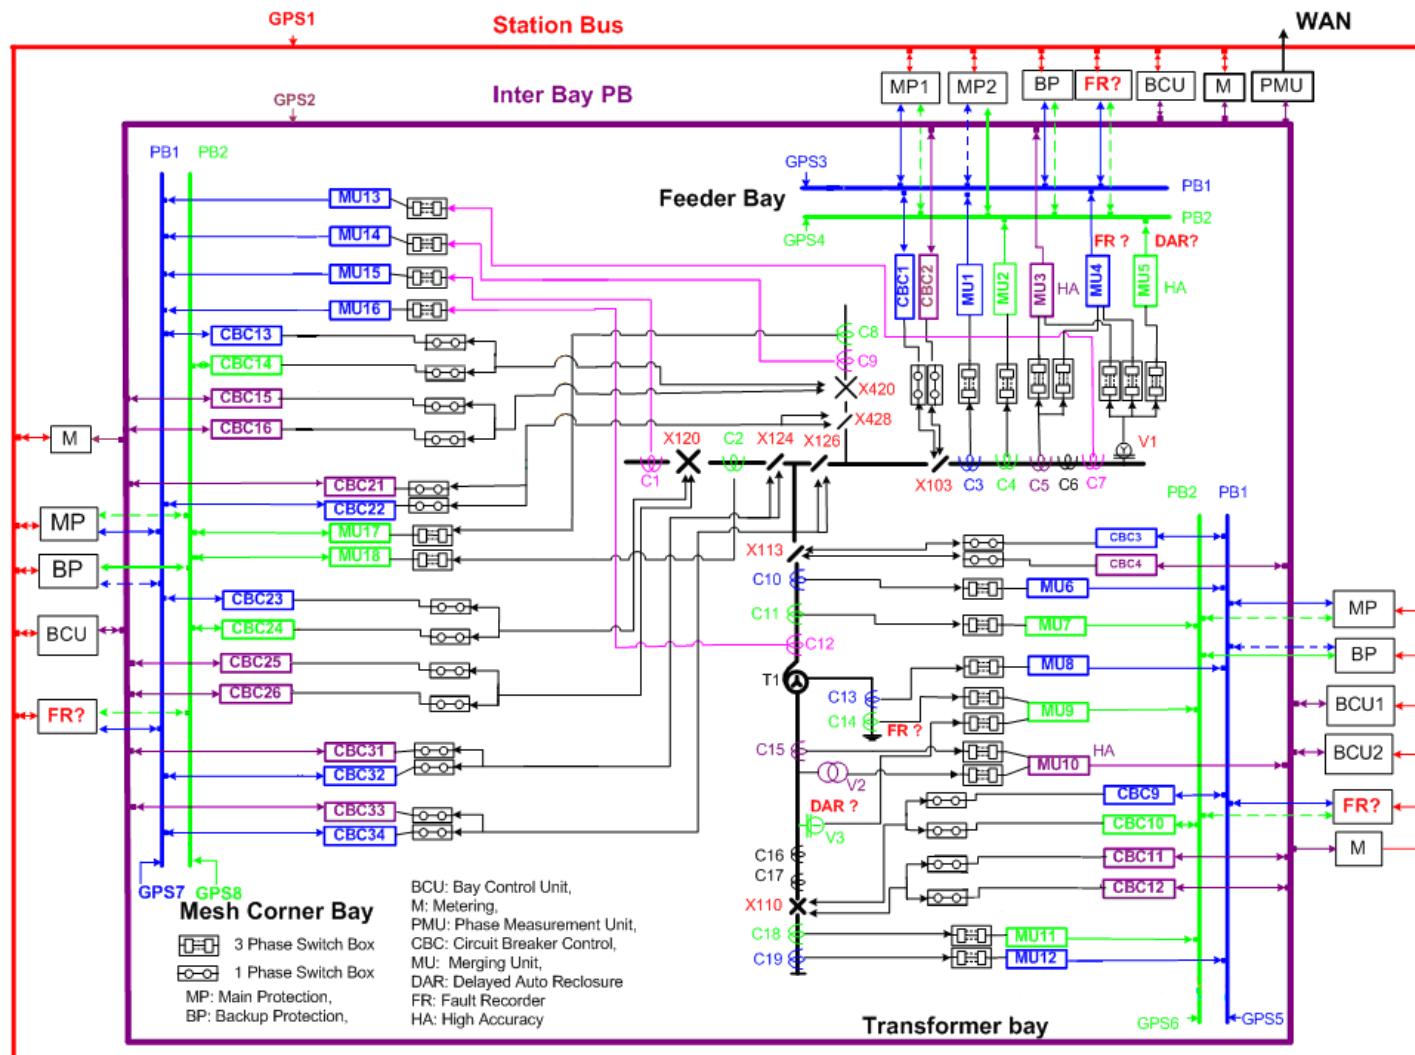 GPS1
Station Bus
WAN
MP1
MP2
BP
FR?
BCU
M
PMU
Inter Bay PB
GPS2
PB1
PB2
GPS3
PB1
Feeder Bay
PB2
GPS4
FR ?
DAR?
MU13
MU14
MU15
MU16
CBC1
CBC2
MU1
MU2
MU3
HA
MU4
MU5
HA
CBC13
CBC14
CBC15
CBC16
C8
C9
X420
X428
M
X120
C2
X124
X126
V1
C1
X103
C3
C4
C5
C6
C7
CBC21
CBC22
MU17
MU18
PB2
PB1
MP
BP
BCU
FR?
X113
CBC3
CBC4
C10
MU6
C11
MU7
C12
MP
CBC23
CBC24
CBC25
CBC26
T1
MU8
BP
C13
C14
FR ?
MU9
BCU1
C15
HA
MU10
BCU2
V2
CBC31
CBC32
CBC33
CBC34
DAR ?
V3
CBC9
CBC10
FR?
M
C16
C17
CBC11
CBC12
X110
C18
MU11
C19
MU12
GPS7
GPS8
GPS6
GPS5
Mesh Corner Bay
3 Phase Switch Box
1 Phase Switch Box
MP: Main Protection,
BP: Backup Protection,
BCU: Bay Control Unit,
M: Metering,
PMU: Phase Measurement Unit,
CBC: Circuit Breaker Control,
MU: Merging Unit,
DAR: Delayed Auto Reclosure
FR: Fault Recorder
HA: High Accuracy
Transformer bay